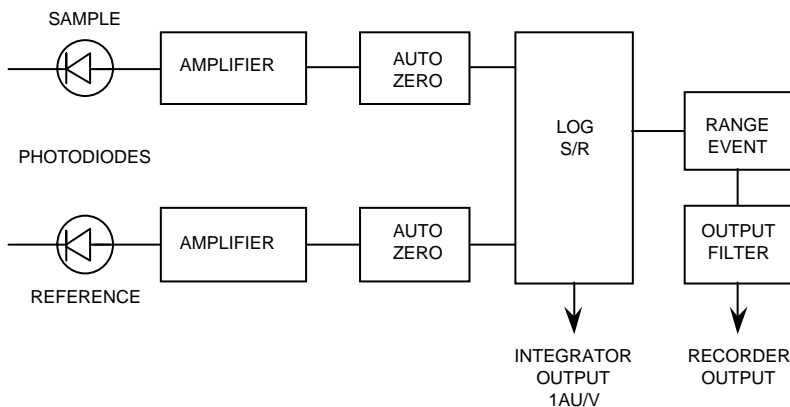 SAMPLE
AMPLIFIER
AUTO
ZERO
LOG
S/R
RANGE
EVENT
PHOTODIODES
AMPLIFIER
AUTO
ZERO
OUTPUT
FILTER
REFERENCE
INTEGRATOR
OUTPUT
1AU/V
RECORDER
OUTPUT